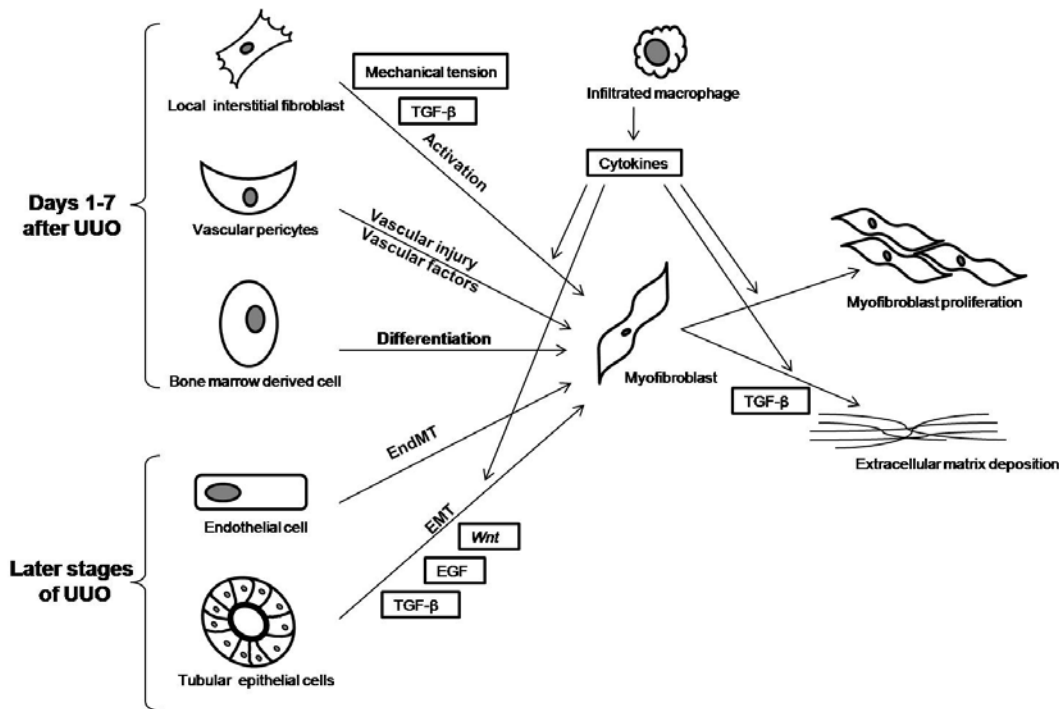 Days 1-7
after UUO
Local interstitial fibroblast
Vascular pericytes
Bone marrow derived cell
Mechanical tension
TGF-β
Activation
Vascular injury
Vascular factors
Differentiation
Infiltrated macrophage
Cytokines
Myofibroblast
Myofibroblast proliferation
TGF-β
Extracellular matrix deposition
Later stages
of UUO
Endothelial cell
Tubular epithelial cells
EndMT
EMT
Wnt
EGF
TGF-β